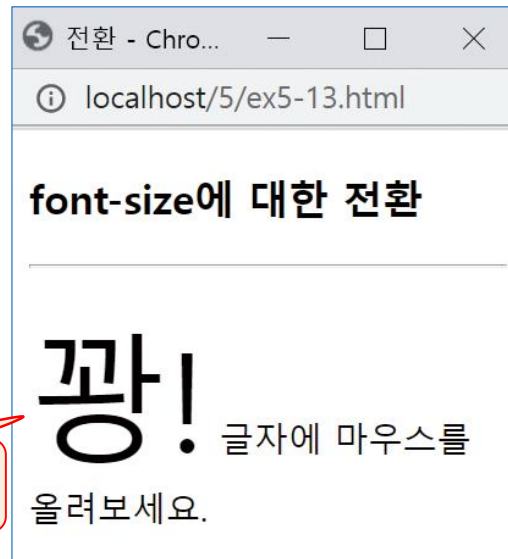 전환 - Chro...
localhost/5/ex5-13.html
font-size에 대한 전환
꽝! 글자에 마우스를
올려보세요.